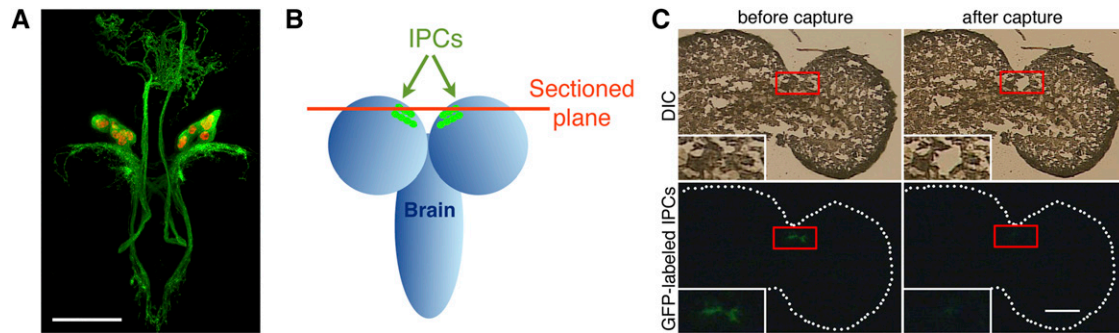 A
B
IPCs
Sectioned
plane
Brain
C
before capture
after capture
DIC
GFP-labeled IPCs